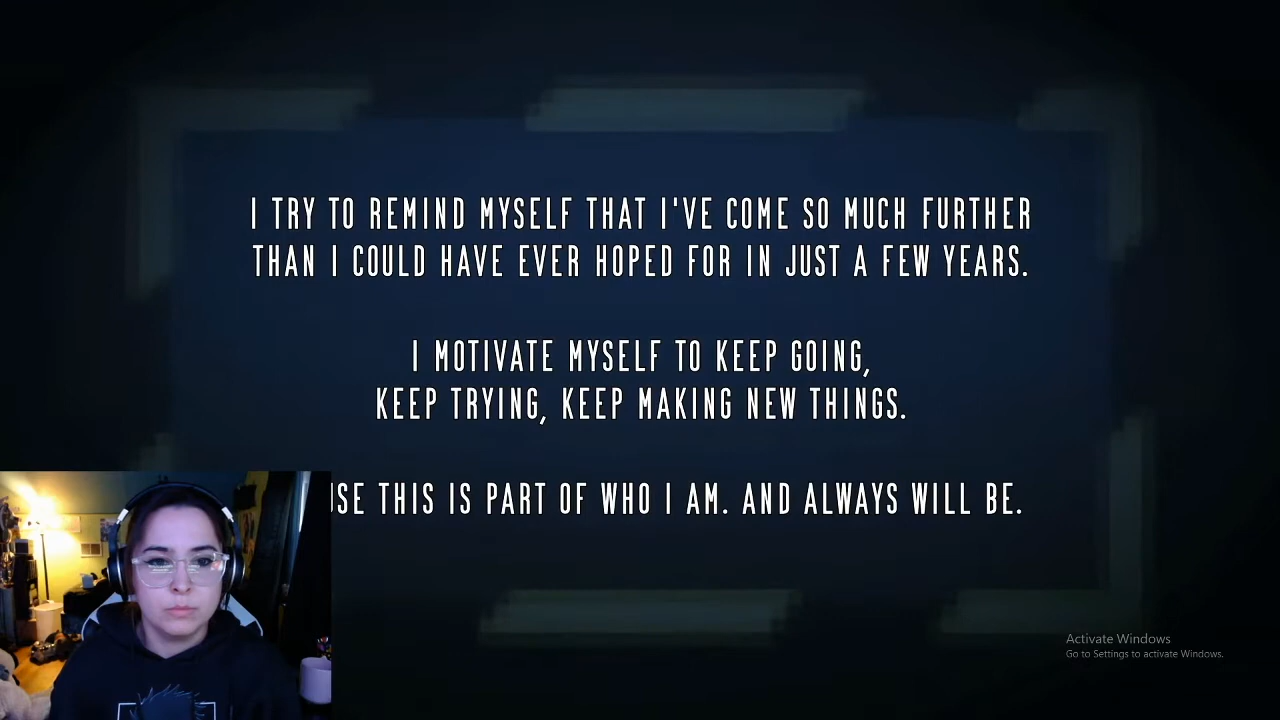 I TRY TO REMIND MYSELF THAT I'VE COME SO MUCH FURTHER
THAN I COULD HAVE EVER HOPED FOR IN JUST A FEW YEARS.
I MOTIVATE MYSELF TO KEEP GOING,
KEEP TRYING, KEEP MAKING NEW THINGS.
THIS IS PART OF WHO I AM. AND ALWAYS WILL BE.
Activate Windows
Go to Settings to activate Windows.